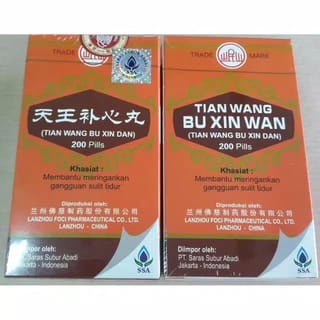 TRADE
天王补心丸
(TIAN WANG BU XIN DAN)
200 Pills
Khasiat :
Membantu meringankan
gangguan sulit tidur
Diproduksi oleh:
兰州佛慈制药股份有限公司
LANZHOU FOCI PHARMACEUTICAL CO., LTD.
LANZHOU - CHINA
Diimpor oleh:
PT. Saras Subur Abadi
Jakarta - Indonesia
SSA
TRADE MARK
TIAN WANG
BU XIN WAN
(TIAN WANG BU XIN DAN)
200 Pills
Khasiat :
Membantu meringankan
gangguan sulit tidur
Diproduksi oleh:
兰州佛慈制药股份有限公司
LANZHOU FOCI PHARMACEUTICAL CO., LTD.
LANZHOU - CHINA
Diimpor oleh:
PT. Saras Subur Abadi
Jakarta - Indonesia
SSA